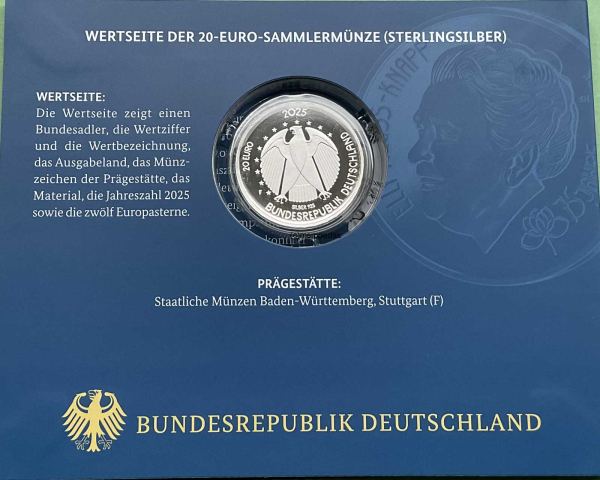 WERTSEITE DER 20-EURO-SAMMLERMÜNZE (STERLINGSILBER)
WERTSEITE:
Die Wertseite zeigt einen
Bundesadler, die Wertziffer
und die Wertbezeichnung,
das Ausgabeland, das Münz-
zeichen der Prägestätte, das
Material, die Jahreszahl 2025
sowie die zwölf Europasterne.
2025
20 EURO
SILBER 925
BUNDESREPUBLIK DEUTSCHLAND
PRÄGESTÄTTE:
Staatliche Münzen Baden-Württemberg, Stuttgart (F)
BUNDESREPUBLIK DEUTSCHLAND